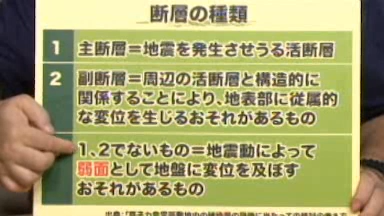 断層の種類
1 主断層＝地震を発生させうる活断層
2 副断層＝周辺の活断層と構造的に
関係することにより、地表部に従属的
な変位を生じるおそれがあるもの
1、2でないもの＝地震動によって
弱面として地盤に変位を及ぼす
おそれがあるもの